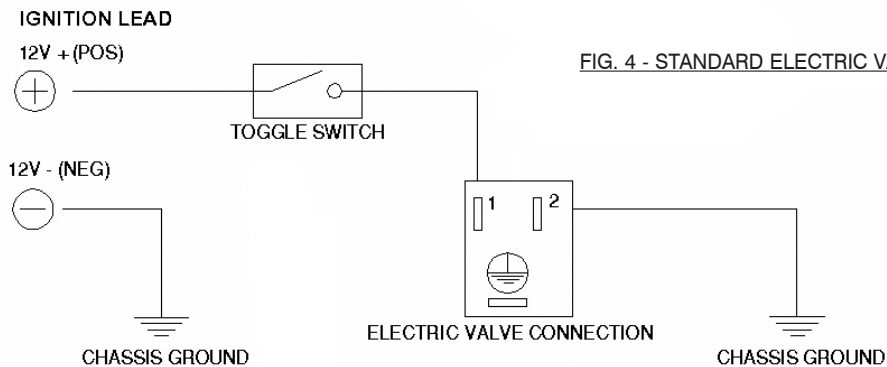 IGNITION LEAD
12V + (POS)
FIG. 4 - STANDARD ELECTRIC
TOGGLE SWITCH
12V - (NEG)
1 2
ELECTRIC VALVE CONNECTION
CHASSIS GROUND CHASSIS GROUND